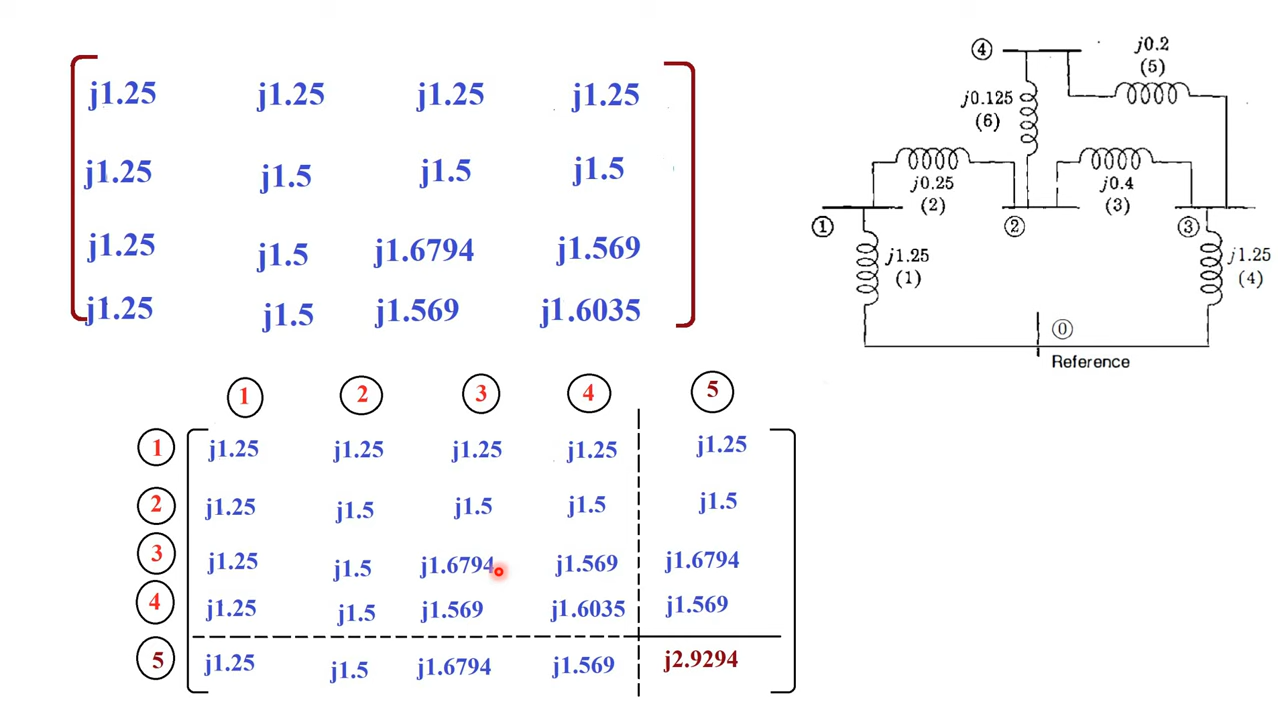 j1.25 j1.25 j1.25 j1.25
j1.25 j1.5 j1.5 j1.5
j1.25 j1.5 j1.6794 j1.569
j1.25 j1.5 j1.569 j1.6035
④ j0.2
(5)
j0.125
(6)
j0.25 j0.4
(2) (3)
① ② ③
j1.25 j1.25
(1) (4)
⓪
Reference
① ② ③ ④ ⑤
① j1.25 j1.25 j1.25 j1.25 j1.25
② j1.25 j1.5 j1.5 j1.5 j1.5
③ j1.25 j1.5 j1.6794 j1.569 j1.6794
④ j1.25 j1.5 j1.569 j1.6035 j1.569
⑤ j1.25 j1.5 j1.6794 j1.569 j2.9294